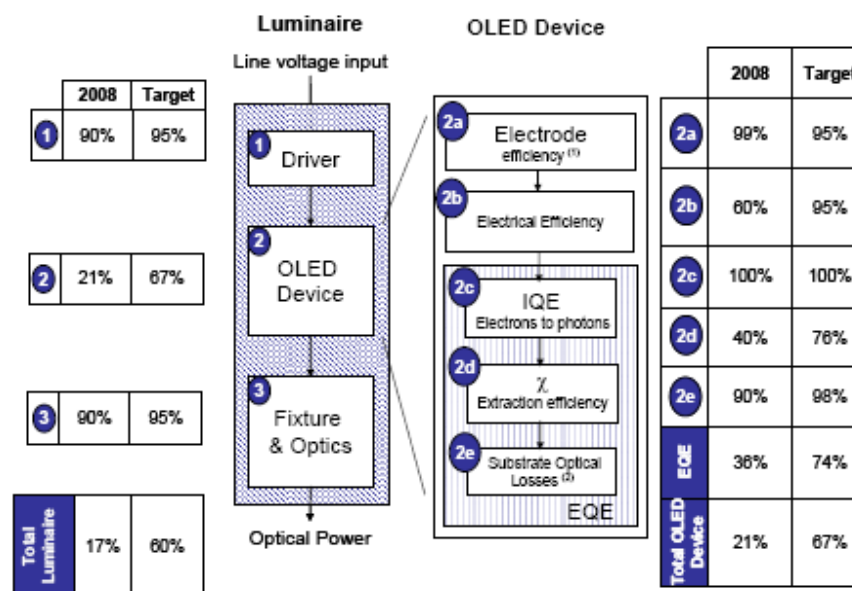 Luminaire
OLED Device
Line voltage input
2008 Target
1 90% 95%
2 21% 67%
3 90% 95%
Total Luminaire 17% 60%
1 Driver
2 OLED
Device
3 Fixture
& Optics
Optical Power
2a Electrode
efficiency (1)
2b Electrical Efficiency
2c IQE
Electrons to photons
2d χ
Extraction efficiency
2e Substrate Optical
Losses (2)
EQE
2008 Target
2a 99% 95%
2b 60% 95%
2c 100% 100%
2d 40% 76%
2e 90% 98%
EQE 36% 74%
Total OLED Device 21% 67%